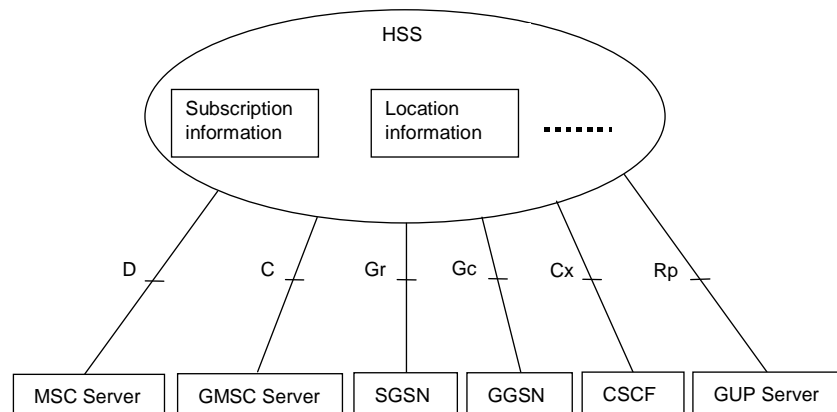 HSS
Subscription
information
Location
information
D
C
Gr
Gc
Cx
Rp
MSC Server
GMSC Server
SGSN
GGSN
CSCF
GUP Server